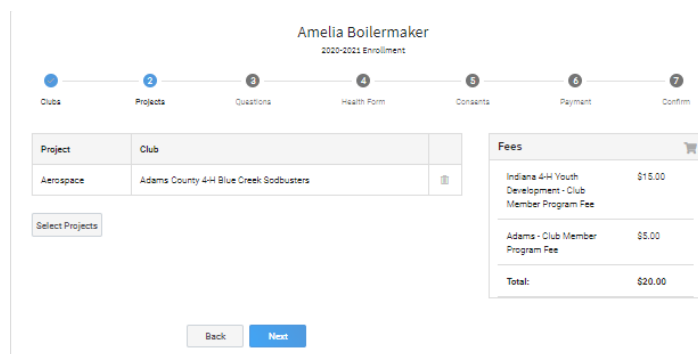 Amelia Boilermaker
2020-2021 Enrollment
2 3 4 5 6 7
Clubs Projects Questions Health Form Consents Payment Confirm
Project Club
Aerospace Adams County 4-H Blue Creek Sodbusters
Select Projects
Fees
Indiana 4-H Youth $15.00
Development - Club
Member Program Fee
Adams - Club Member $5.00
Program Fee
Total: $20.00
Back Next